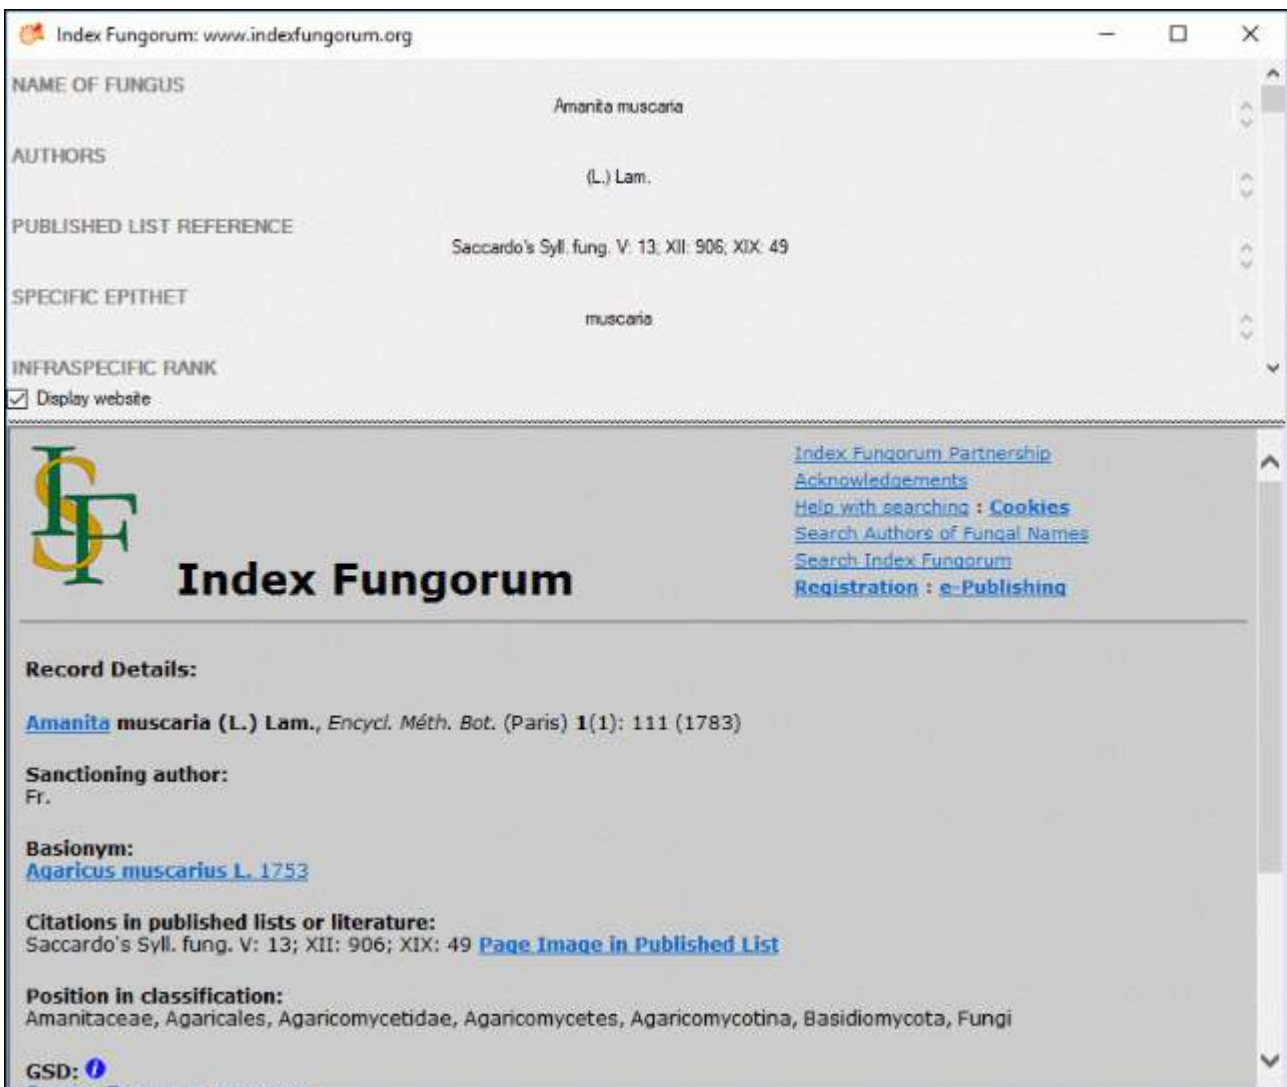 Index Fungorum: www.indexfungorum.org
NAME OF FUNGUS
Amanita muscaria
AUTHORS
(L.) Lam.
PUBLISHED LIST REFERENCE
Saccardo's Syll. fung. V: 13; XII: 906; XIX: 49
SPECIFIC EPITHET
muscaria
INFRASPECIFIC RANK
Display website
ISF
Index Fungorum
Index Fungorum Partnership
Acknowledgements
Help with searching : Cookies
Search Authors of Fungal Names
Search Index Fungorum
Registration : e-Publishing
Record Details:
Amanita muscaria (L.) Lam., Encycl. Méth. Bot. (Paris) 1(1): 111 (1783)
Sanctioning author:
Fr.
Basionym:
Agaricus muscarius L. 1753
Citations in published lists or literature:
Saccardo's Syll. fung. V: 13; XII: 906; XIX: 49 Page Image in Published List
Position in classification:
Amanitaceae, Agaricales, Agaricomycetidae, Agaricomycetes, Agaricomycotina, Basidiomycota, Fungi
GSD: